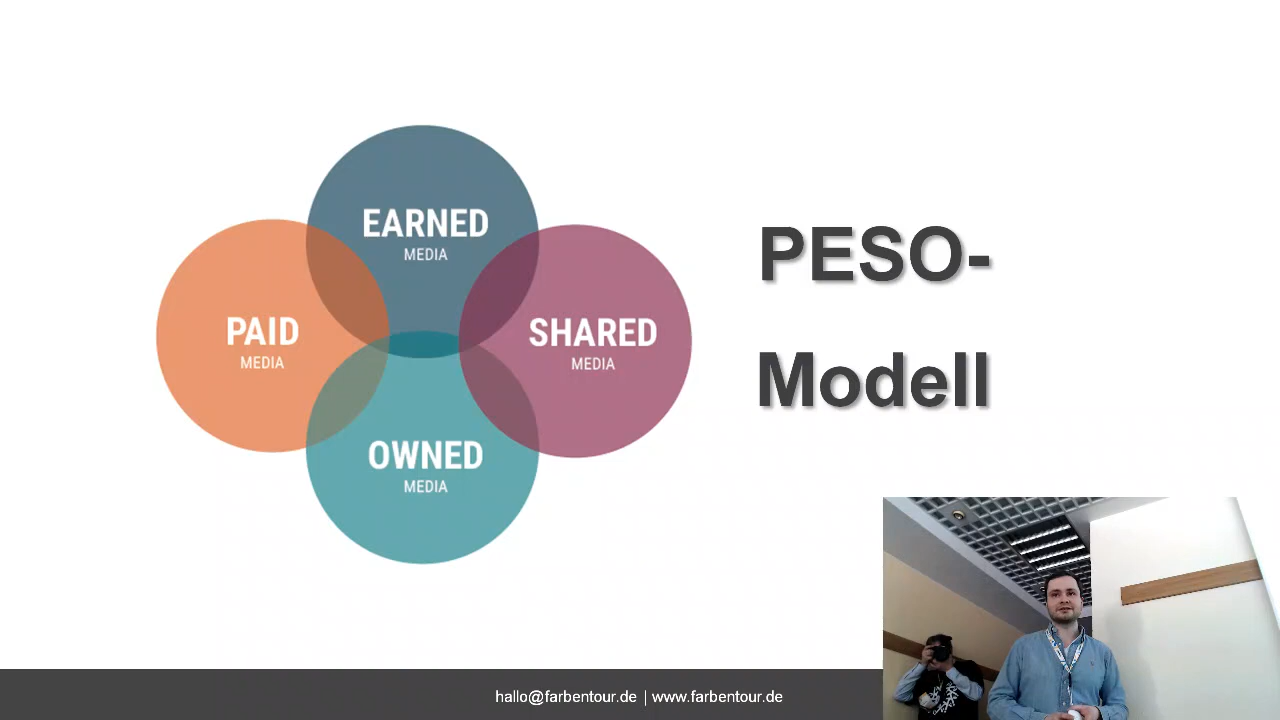 EARNED
MEDIA
PAID
MEDIA
SHARED
MEDIA
OWNED
MEDIA
PESO-
Modell
hallo@farbentour.de | www.farbentour.de